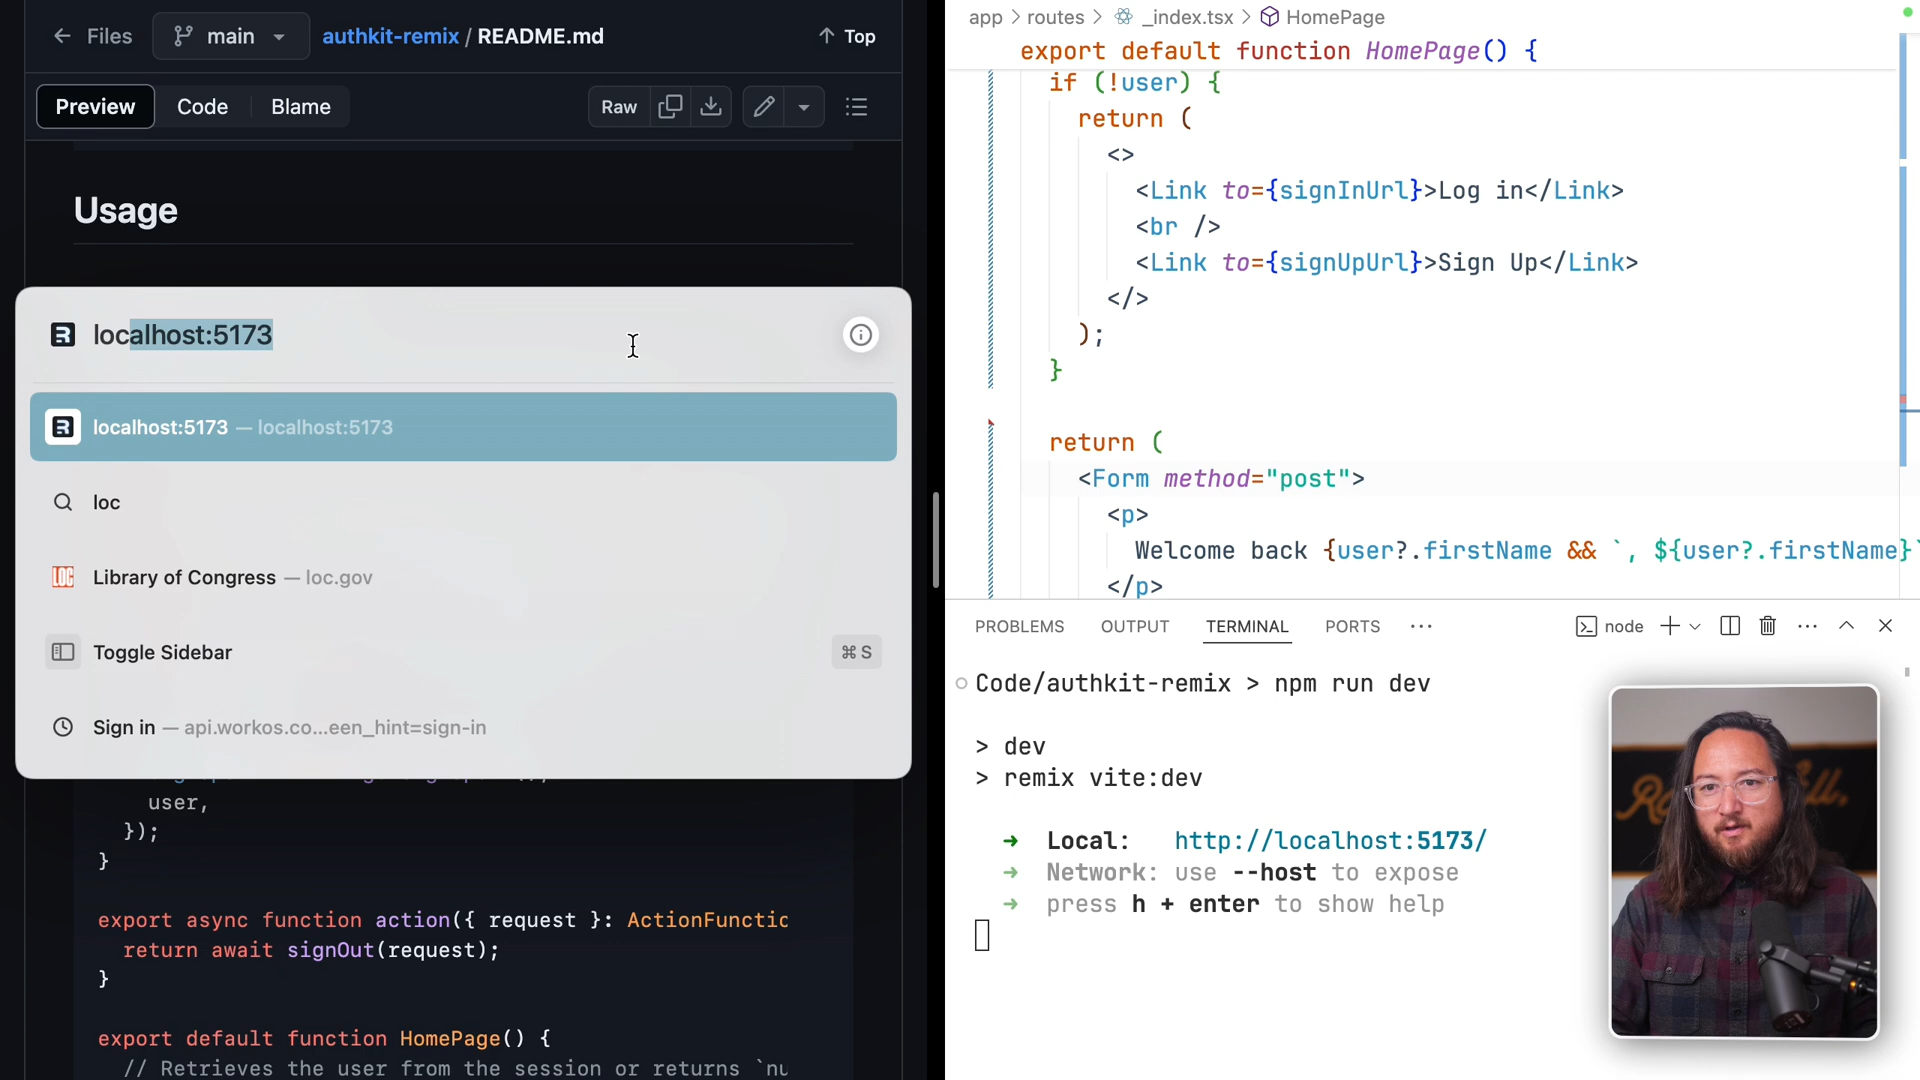 Files
main
authkit-remix / README.md
Top
Preview
Code
Blame
Raw
Usage
localhost:5173
localhost:5173 — localhost:5173
loc
LOC Library of Congress — loc.gov
Toggle Sidebar
⌘ S
Sign in — api.workos.co...een_hint=sign-in
user,
});
}
export async function action({ request }: ActionFunctic
return await signOut(request);
}
export default function HomePage() {
// Retrieves the user from the session or returns `nu
app > routes > _index.tsx > HomePage
export default function HomePage() {
if (!user) {
return (
<>
<Link to={signInUrl}>Log in</Link>
<br />
<Link to={signUpUrl}>Sign Up</Link>
</>
);
}
return (
<Form method="post">
<p>
Welcome back {user?.firstName && `, ${user?.firstName}`
</p>
PROBLEMS
OUTPUT
TERMINAL
PORTS
node
Code/authkit-remix > npm run dev
> dev
> remix vite:dev
➜ Local: http://localhost:5173/
➜ Network: use --host to expose
➜ press h + enter to show help